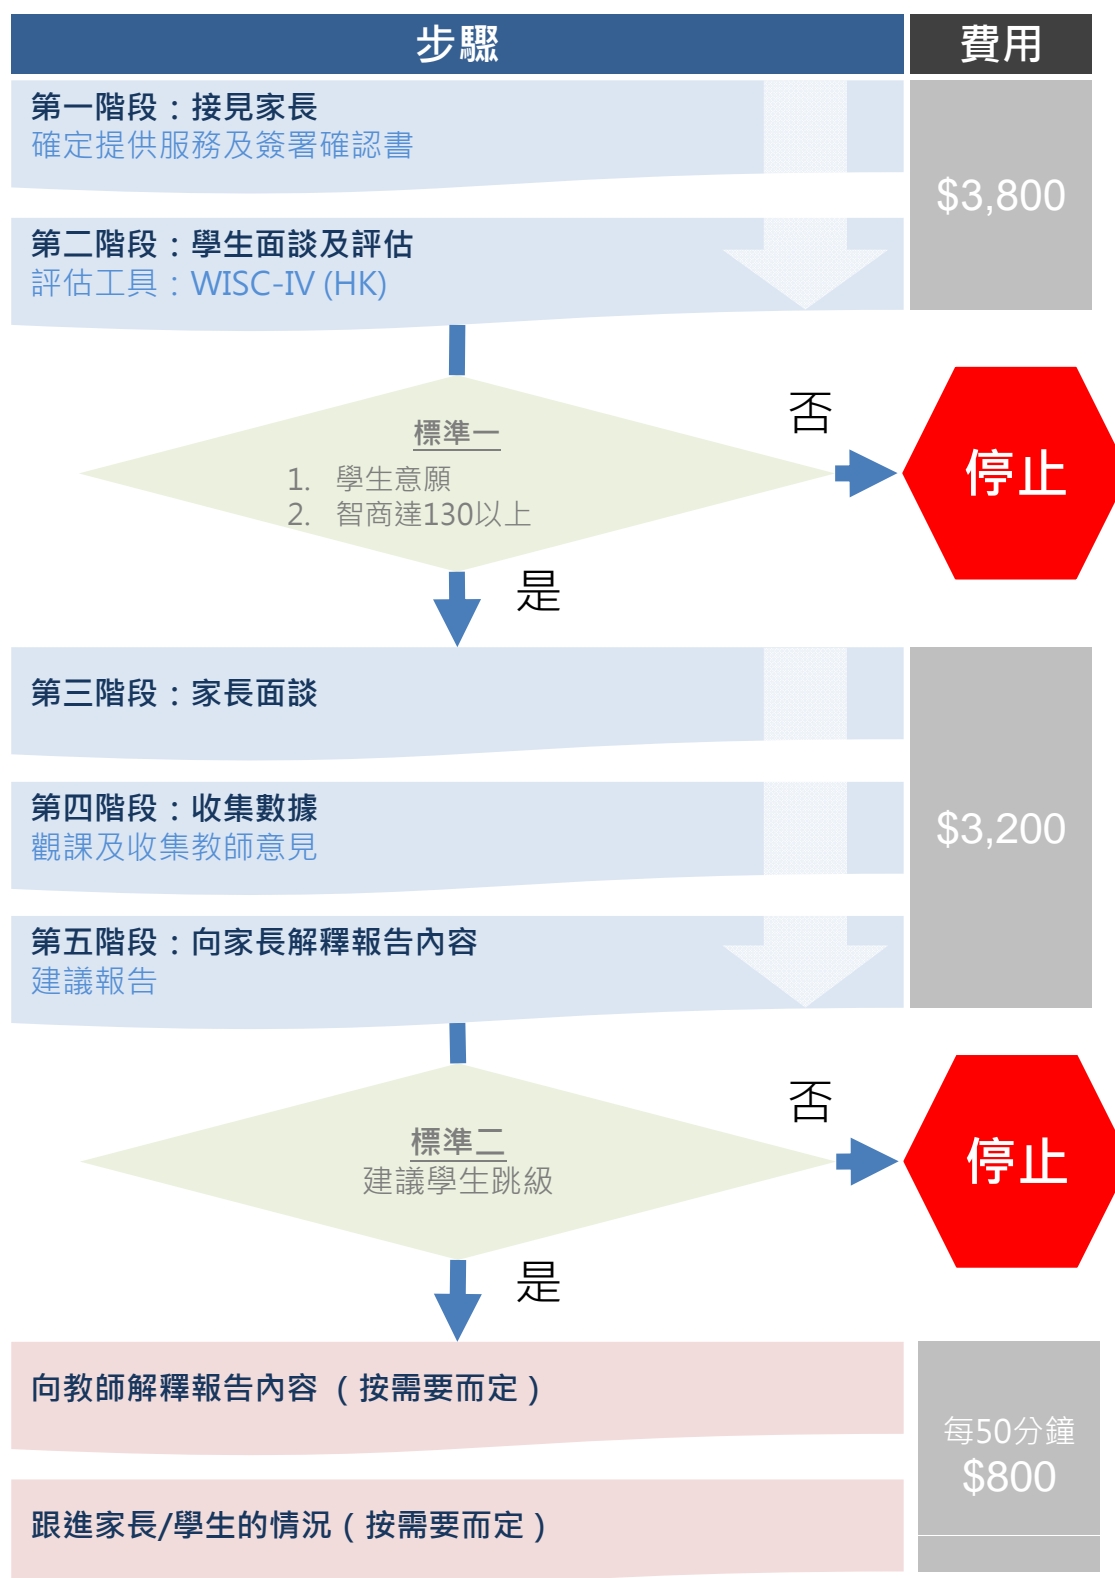 步驟
費用
第一階段：接見家長
確定提供服務及簽署確認書
$3,800
第二階段：學生面談及評估
評估工具：WISC-IV (HK)
標準一
1. 學生意願
2. 智商達130以上
否
停止
是
第三階段：家長面談
第四階段：收集數據
觀課及收集教師意見
$3,200
第五階段：向家長解釋報告內容
建議報告
標準二
建議學生跳級
否
停止
是
向教師解釋報告內容（按需要而定）
每50分鐘
$800
跟進家長/學生的情況（按需要而定）